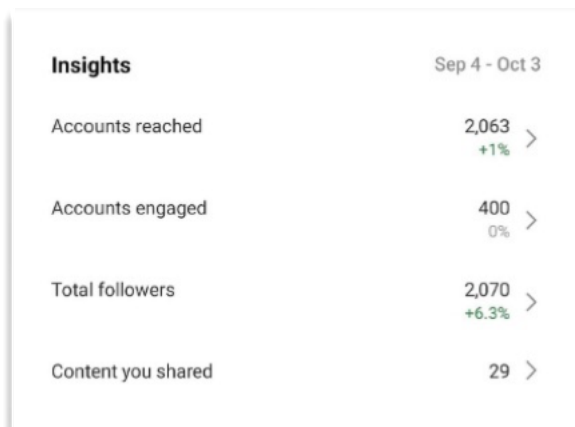 Insights Sep 4 - Oct 3
Accounts reached 2,063
+1%
Accounts engaged 400
0%
Total followers 2,070
+6.3%
Content you shared 29